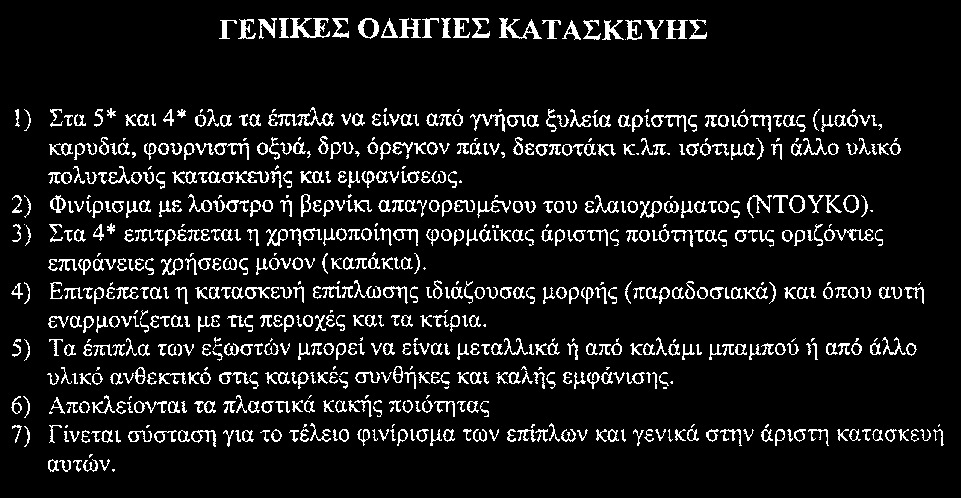 ΓΕΝΙΚΕΣ ΟΔΗΓΙΕΣ ΚΑΤΑΣΚΕΥΗΣ
1) Στα 5* και 4* όλα τα έπιπλα να είναι από γνήσια ξυλεία αρίστης ποιότητας (μαόνι,
καρυδιά, φουρνιστή οξυά, δρυ, όρεγκον πάιν, δεσποτάκι κ.λπ. ισότιμα) ή άλλο υλικό
πολυτελούς κατασκευής και εμφανίσεως.
2) Φινίρισμα με λούστρο ή βερνίκι απαγορευμένου του ελαιοχρώματος (ΝΤΟΥΚΟ).
3) Στα 4* επιτρέπεται η χρησιμοποίηση φορμάϊκας άριστης ποιότητας στις οριζόντιες
επιφάνειες χρήσεως μόνον (καπάκια).
4) Επιτρέπεται η κατασκευή επίπλωσης ιδιάζουσας μορφής (παραδοσιακά) και όπου αυτή
εναρμονίζεται με τις περιοχές και τα κτίρια.
5) Τα έπιπλα των εξωστών μπορεί να είναι μεταλλικά ή από καλάμι μπαμπού ή από άλλο
υλικό ανθεκτικό στις καιρικές συνθήκες και καλής εμφάνισης.
6) Αποκλείονται τα πλαστικά κακής ποιότητας
7) Γίνεται σύσταση για το τέλειο φινίρισμα των επίπλων και γενικά στην άριστη κατασκευή
αυτών.